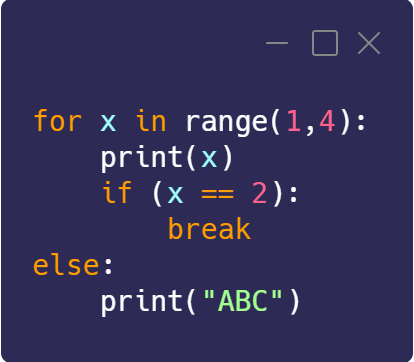 for x in range(1,4):
    print(x)
    if (x == 2):
        break
else:
    print("ABC")